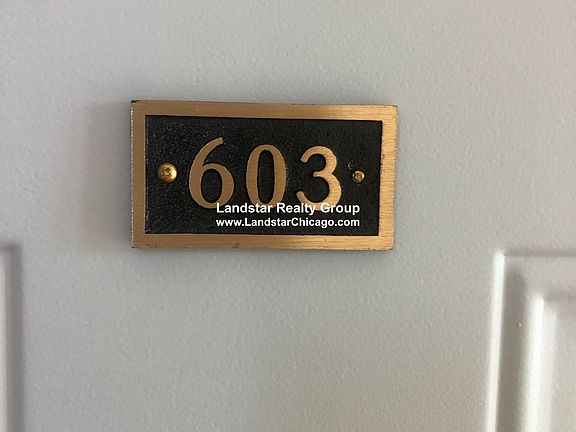 603
Landstar Realty Group
www.LandstarChicago.com